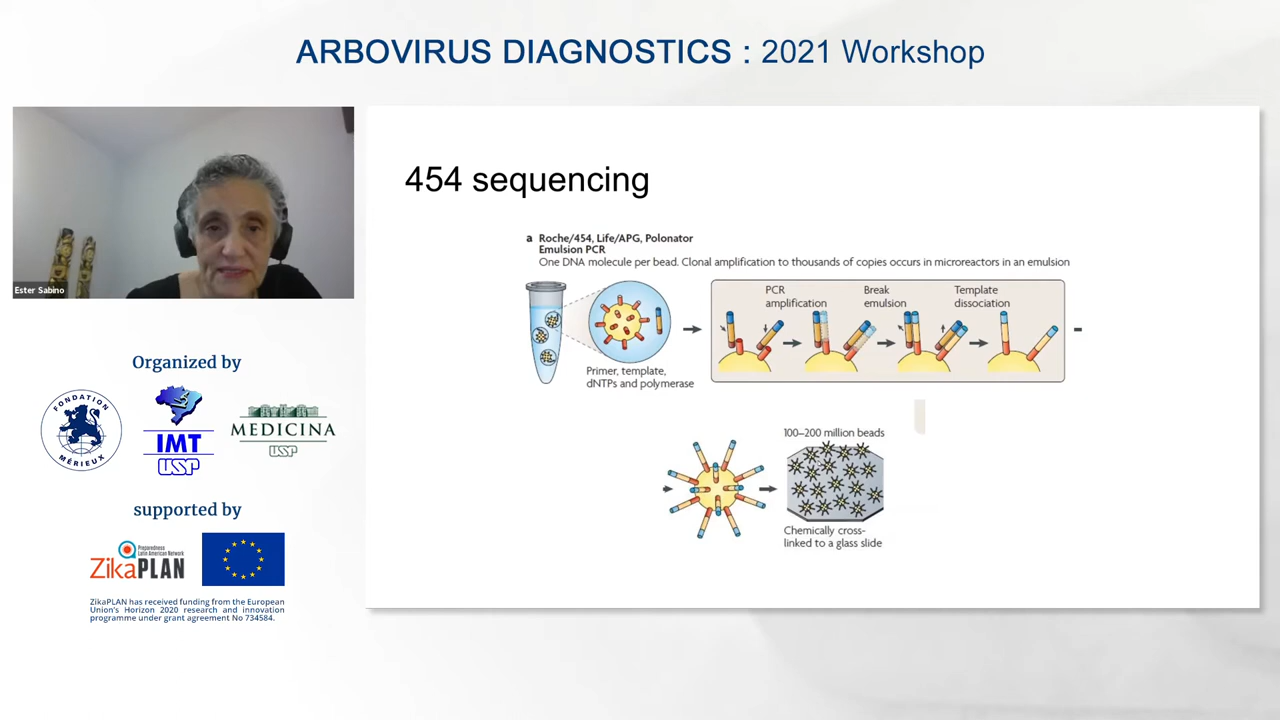 ARBOVIRUS DIAGNOSTICS : 2021 Workshop
Ester Sabino
Organized by
FONDATION
MÉRIEUX
IMT
USP
MEDICINA
USP
supported by
Preparedness
Latin American Network
ZikaPLAN
ZikaPLAN has received funding from the European
Union's Horizon 2020 research and innovation
programme under grant agreement No 734584.
454 sequencing
a Roche/454, Life/APG, Polonator
Emulsion PCR
One DNA molecule per bead. Clonal amplification to thousands of copies occurs in microreactors in an emulsion
Primer, template,
dNTPs and polymerase
PCR
amplification
Break
emulsion
Template
dissociation
100–200 million beads
Chemically cross-
linked to a glass slide